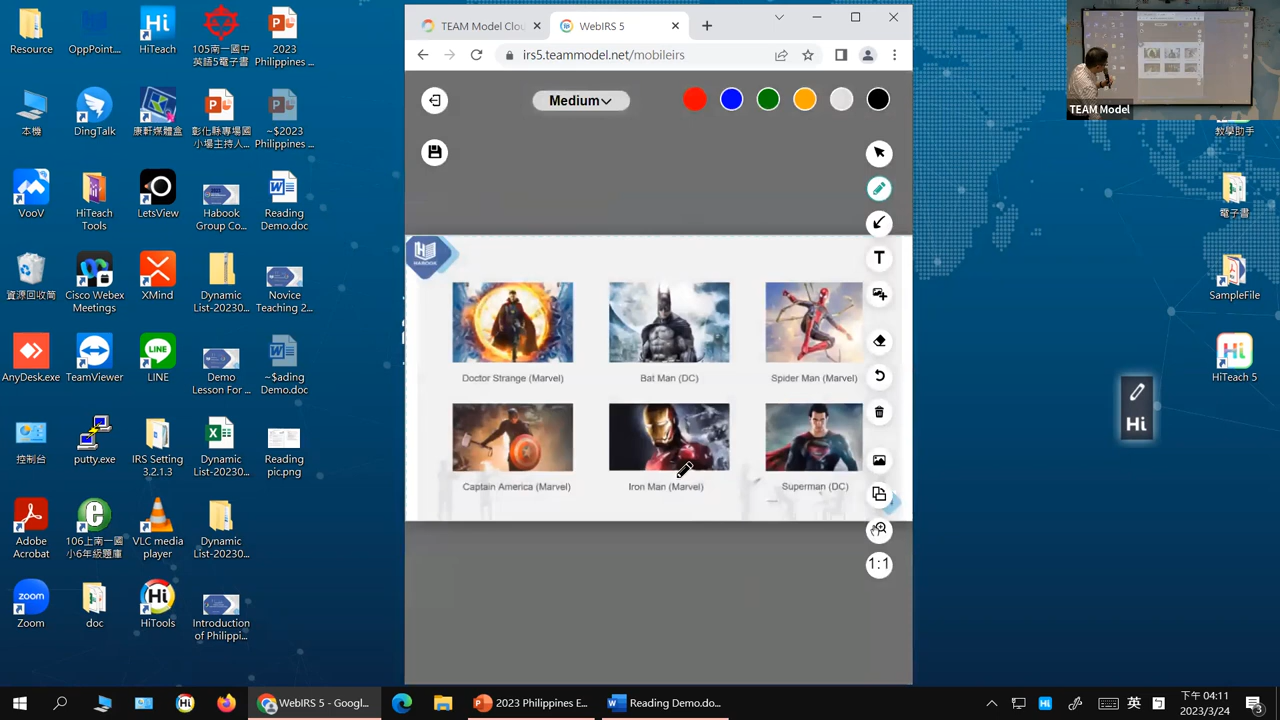 Resource
OppPoint...
HiTeach
105南一國中
英語5電子書
2023
Philippines ...
本機
DingTalk
康軒媒體盒
彰化縣專場國
小場主持人...
~$2023
Philippines ...
VooV
HiTeach
Tools
LetsView
Habook
Group Co...
Reading
Demo.doc
資源回收筒
Cisco Webex
Meetings
XMind
Dynamic
List-20230...
Novice
Teaching 2...
AnyDesk.exe
TeamViewer
LINE
Demo
Lesson For ...
~$ading
Demo.doc
控制台
putty.exe
IRS Setting
3.2.1.3
Dynamic
List-2023...
Reading
pic.png
Adobe
Acrobat
106上南一國
小6年級題庫
VLC media
player
Dynamic
List-20230...
Zoom
doc
HiTools
Introduction
of Philippi...
TEAM Model Clou
WebIRS 5
irs5.teammodel.net/mobileirs
Medium
HABOOK
Doctor Strange (Marvel)
Bat Man (DC)
Spider Man (Marvel)
Captain America (Marvel)
Iron Man (Marvel)
Superman (DC)
T
1:1
TEAM Model
教學助手
電子書
SampleFile
HiTeach 5
Hi
WebIRS 5 - Googl...
2023 Philippines E...
Reading Demo.do...
英
下午 04:11
2023/3/24
3